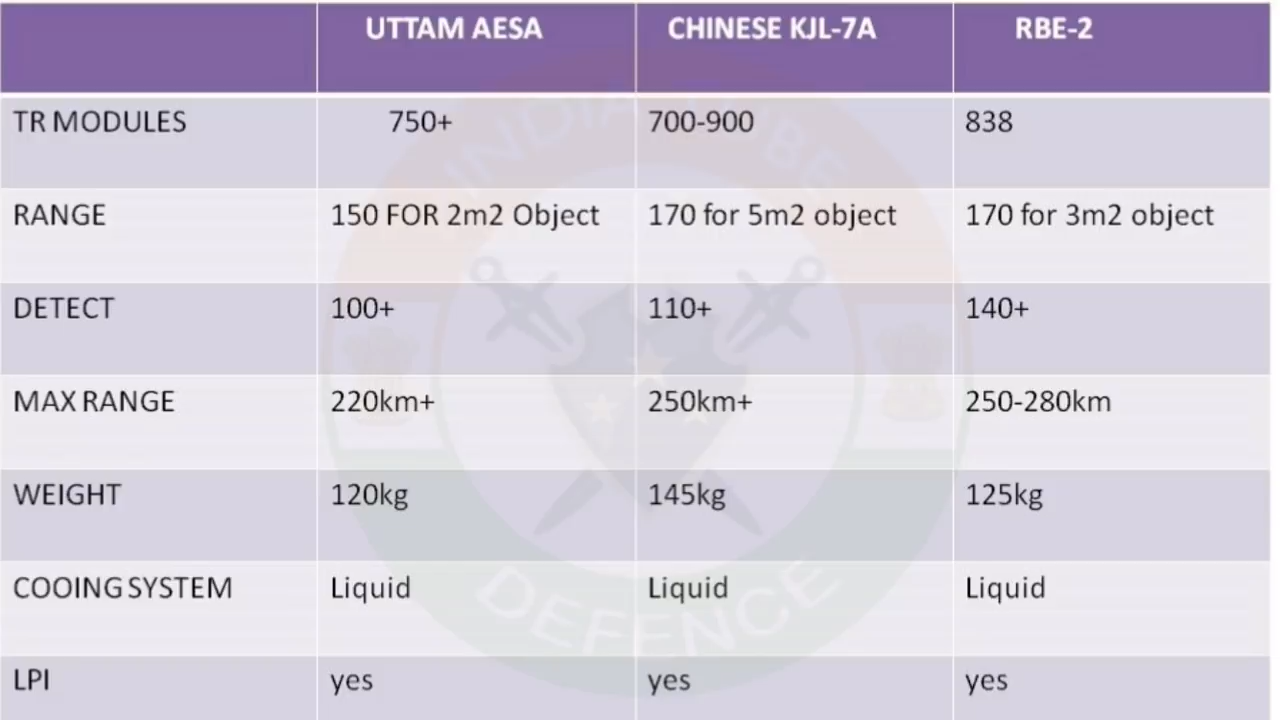 UTTAM AESA CHINESE KJL-7A RBE-2
TR MODULES 750+ 700-900 838
RANGE 150 FOR 2m2 Object 170 for 5m2 object 170 for 3m2 object
DETECT 100+ 110+ 140+
MAX RANGE 220km+ 250km+ 250-280km
WEIGHT 120kg 145kg 125kg
COOING SYSTEM Liquid Liquid Liquid
LPI yes yes yes
DEFENCE